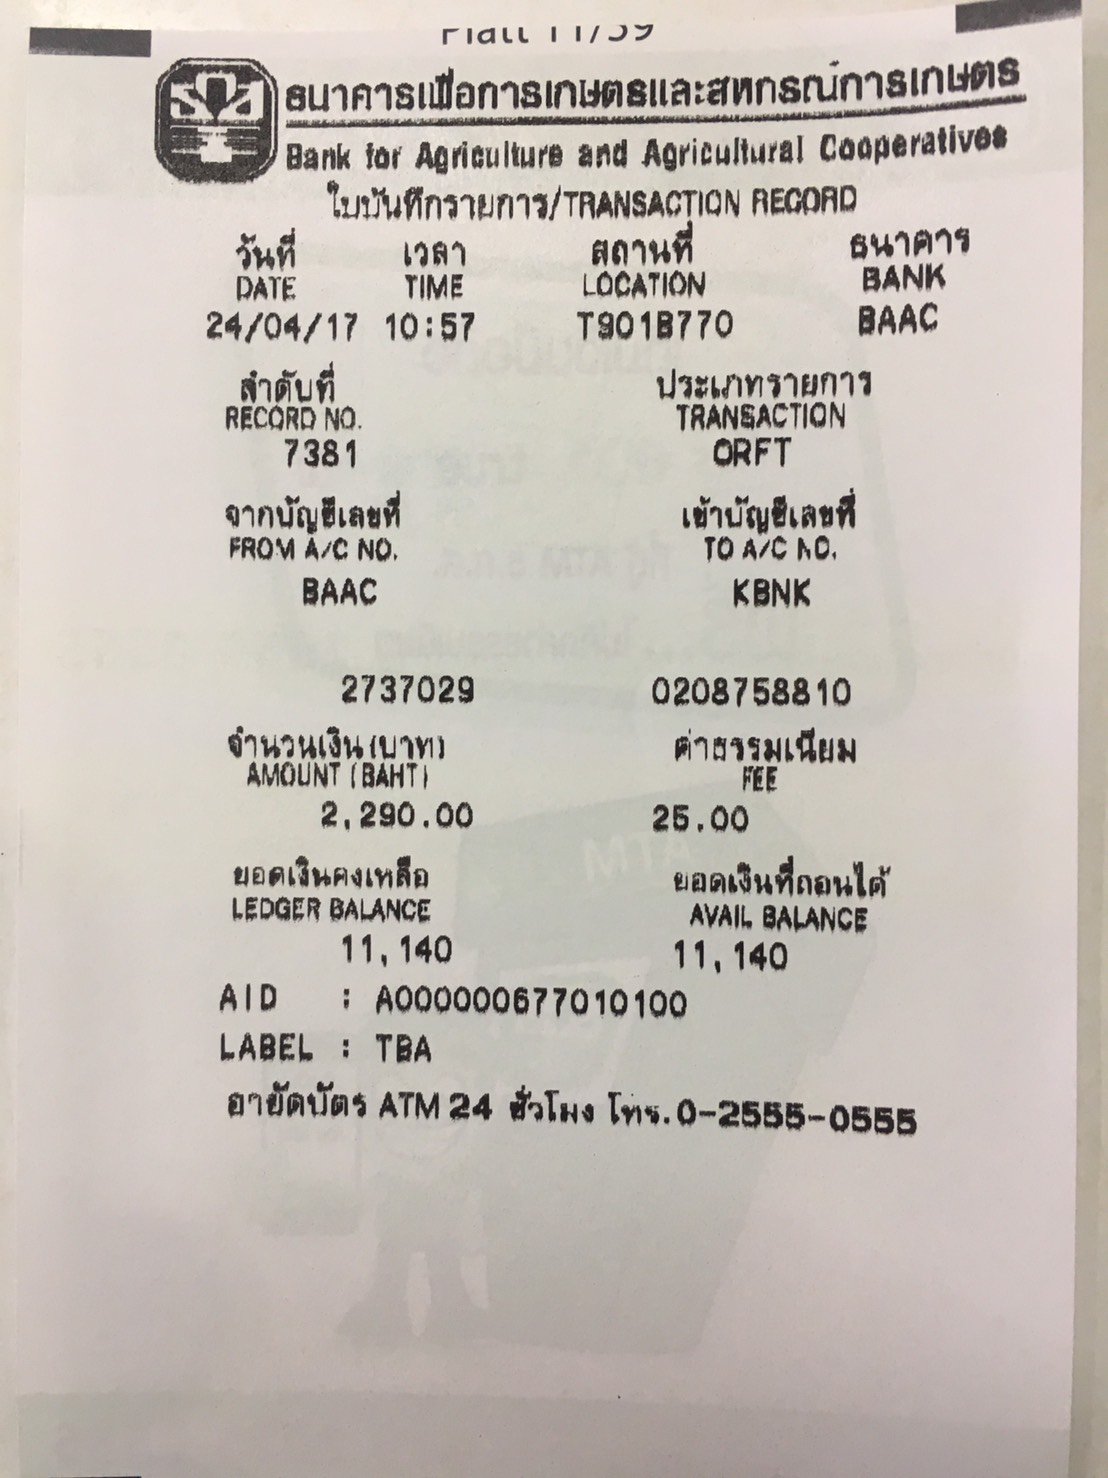 Platt 11/59
ธนาคารเพื่อการเกษตรและสหกรณ์การเกษตร
Bank for Agriculture and Agricultural Cooperatives
ใบบันทึกรายการ/TRANSACTION RECORD
วันที่ เวลา สถานที่ ธนาคาร
DATE TIME LOCATION BANK
24/04/17 10:57 T901B770 BAAC
ลำดับที่ ประเภทรายการ
RECORD NO. TRANSACTION
7381 ORFT
จากบัญชีเลขที่ เข้าบัญชีเลขที่
FROM A/C NO. TO A/C NO.
BAAC KBNK
2737029 0208758810
จำนวนเงิน(บาท) ค่าธรรมเนียม
AMOUNT (BAHT) FEE
2,290.00 25.00
ยอดเงินคงเหลือ ยอดเงินที่ถอนได้
LEDGER BALANCE AVAIL BALANCE
11,140 11,140
AID : A000000677010100
LABEL : TBA
อายัดบัตร ATM 24 ชั่วโมง โทร.0-2555-0555